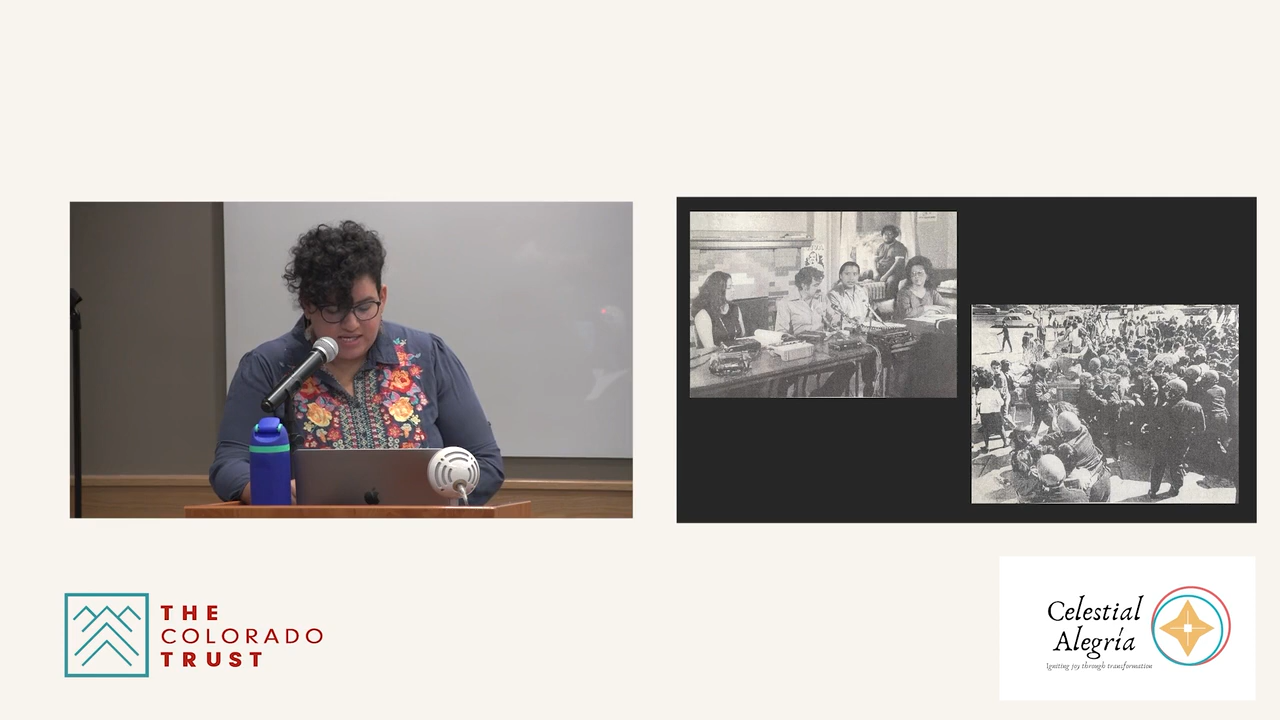 THE
COLORADO
TRUST
Celestial
Alegría
Igniting joy through transformation